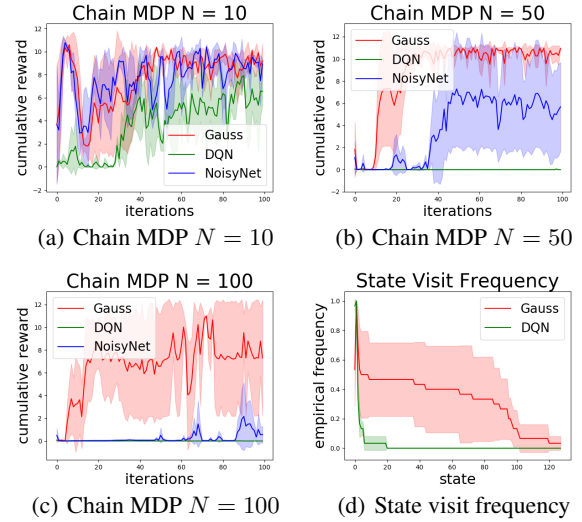 Chain MDP N = 10
cumulative reward
12
10
8
6
4
2
0
−2
0
20
40
60
80
100
Gauss
DQN
NoisyNet
iterations
(a) Chain MDP N = 10
Chain MDP N = 50
cumulative reward
12
10
8
6
4
2
0
−2
0
20
40
60
80
100
Gauss
DQN
NoisyNet
iterations
(b) Chain MDP N = 50
Chain MDP N = 100
cumulative reward
12
10
8
6
4
2
0
0
20
40
60
80
100
Gauss
DQN
NoisyNet
iterations
(c) Chain MDP N = 100
State Visit Frequency
empirical frequency
1.0
0.8
0.6
0.4
0.2
0.0
0
20
40
60
80
100
120
Gauss
DQN
state
(d) State visit frequency